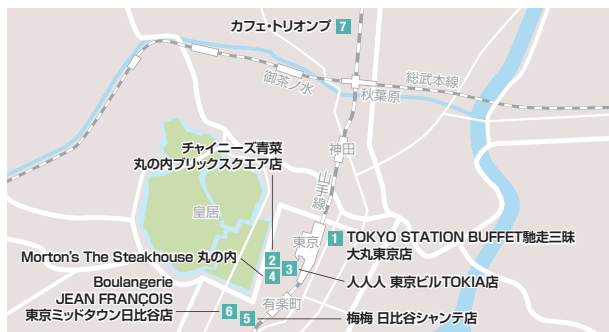 カフェ・トリオンプ 7
御茶ノ水
総武本線
秋葉原
チャイニーズ青菜
丸の内ブリックスクエア店
神田
山手線
皇居
東京
1 TOKYO STATION BUFFET馳走三昧
大丸東京店
Morton's The Steakhouse 丸の内
2
4
3
人人人 東京ビルTOKIA店
Boulangerie
JEAN FRANÇOIS
東京ミッドタウン日比谷店
有楽町
6
5
梅梅 日比谷シャンテ店